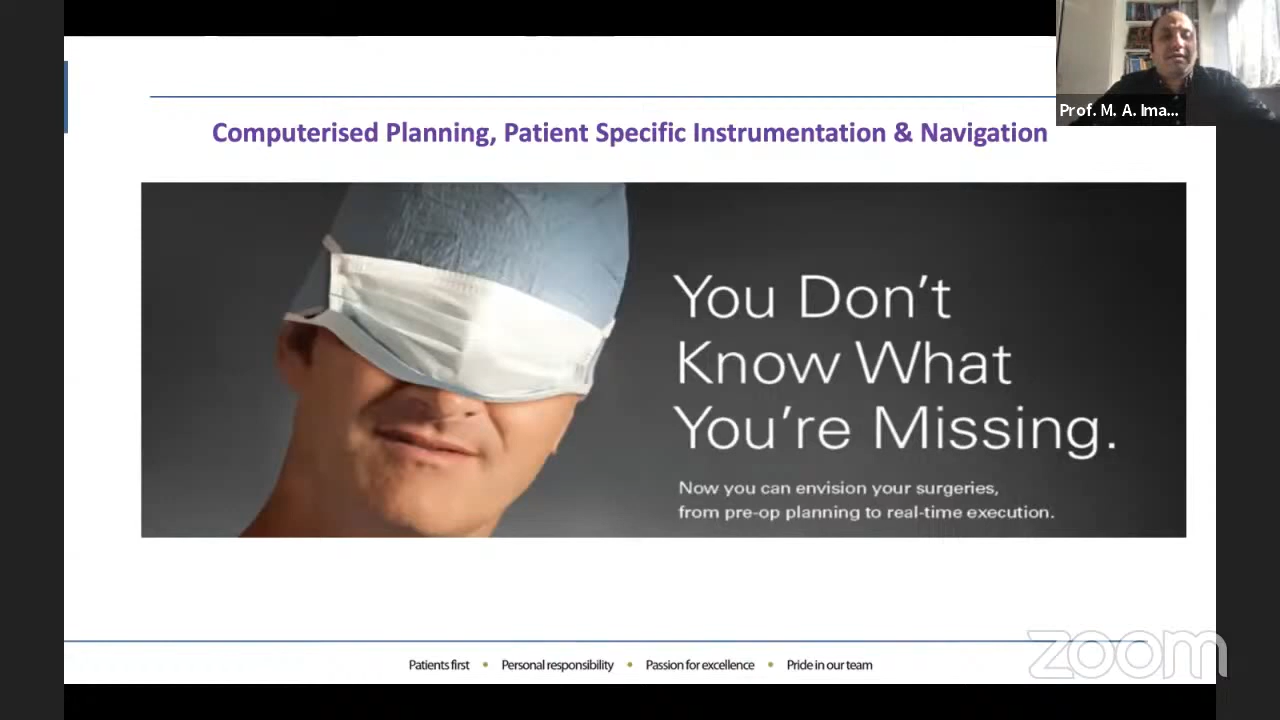 Prof. M. A. Ima...
Computerised Planning, Patient Specific Instrumentation & Navigation
You Don't
Know What
You're Missing.
Now you can envision your surgeries,
from pre-op planning to real-time execution.
Patients first • Personal responsibility • Passion for excellence • Pride in our team
zoom